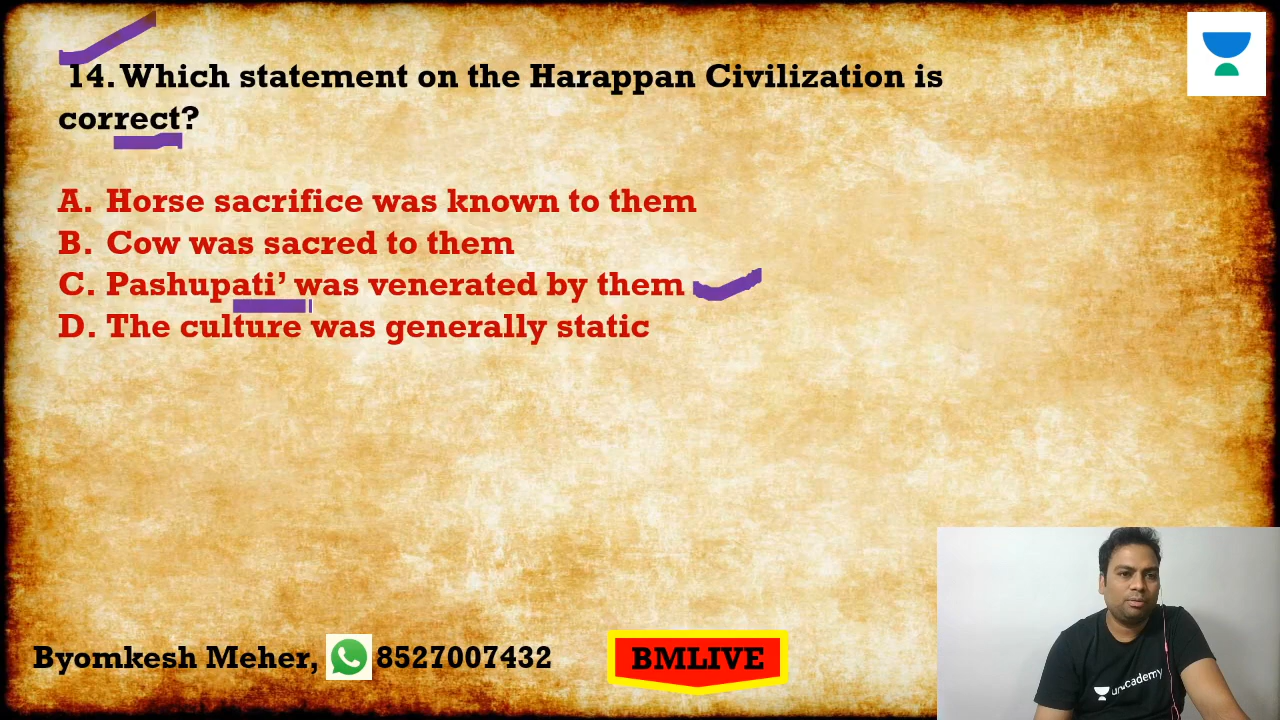 14. Which statement on the Harappan Civilization is
correct?
A. Horse sacrifice was known to them
B. Cow was sacred to them
C. Pashupati’ was venerated by them
D. The culture was generally static
Byomkesh Meher, 8527007432
BMLIVE
unacademy